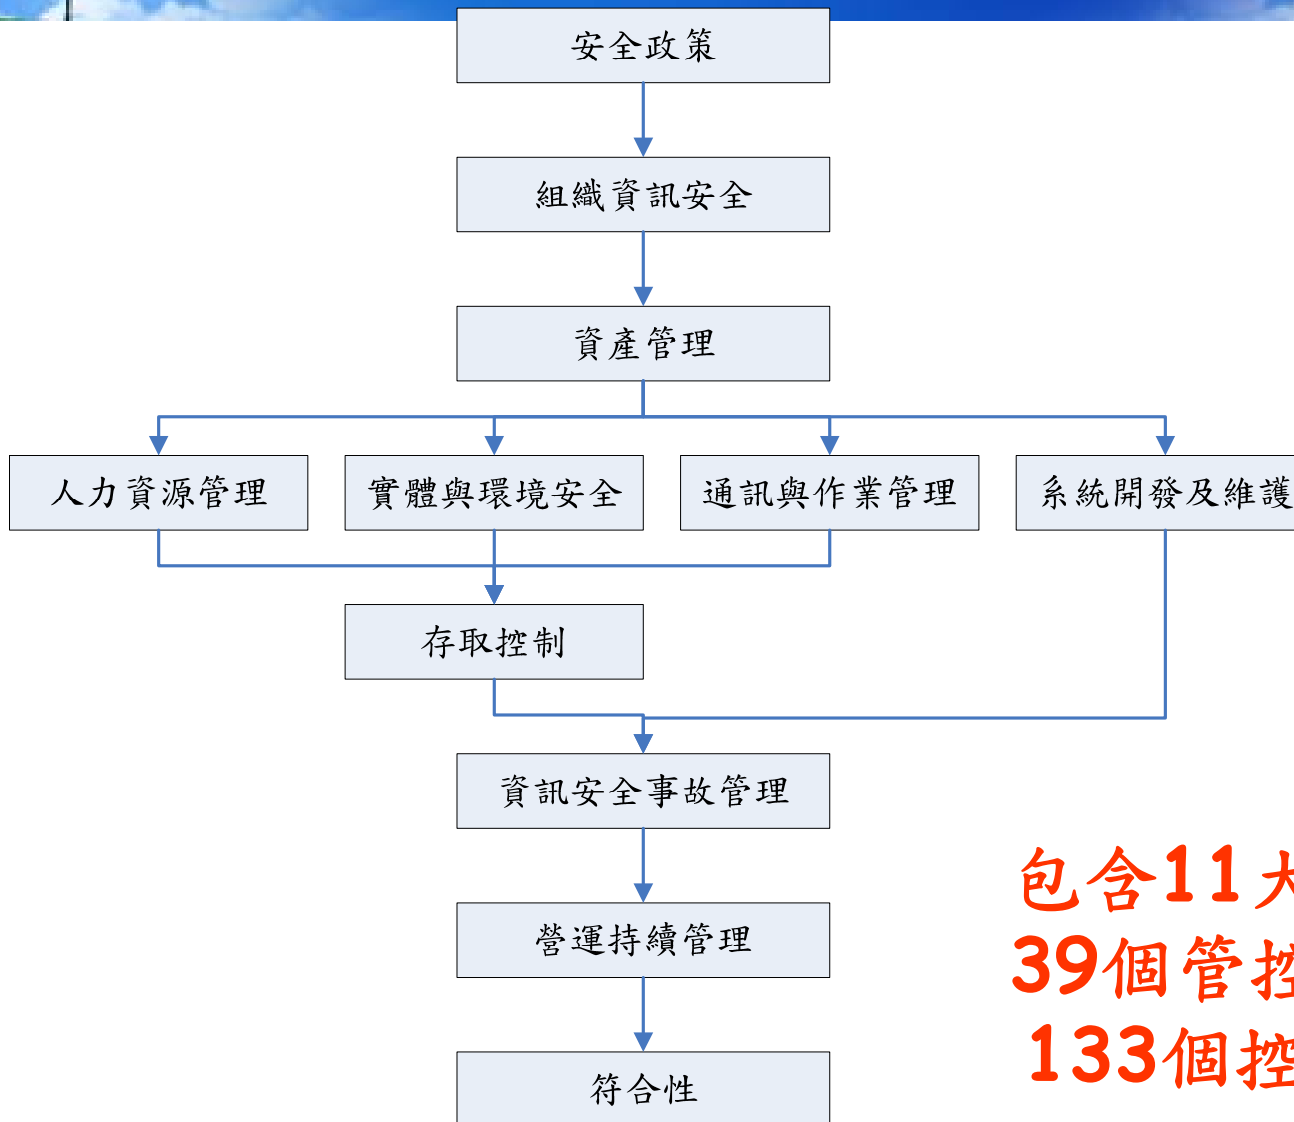 安全政策
組織資訊安全
資產管理
人力資源管理
實體與環境安全
通訊與作業管理
系統開發及維護
存取控制
資訊安全事故管理
營運持續管理
符合性
包含11大
39個管控
133個控